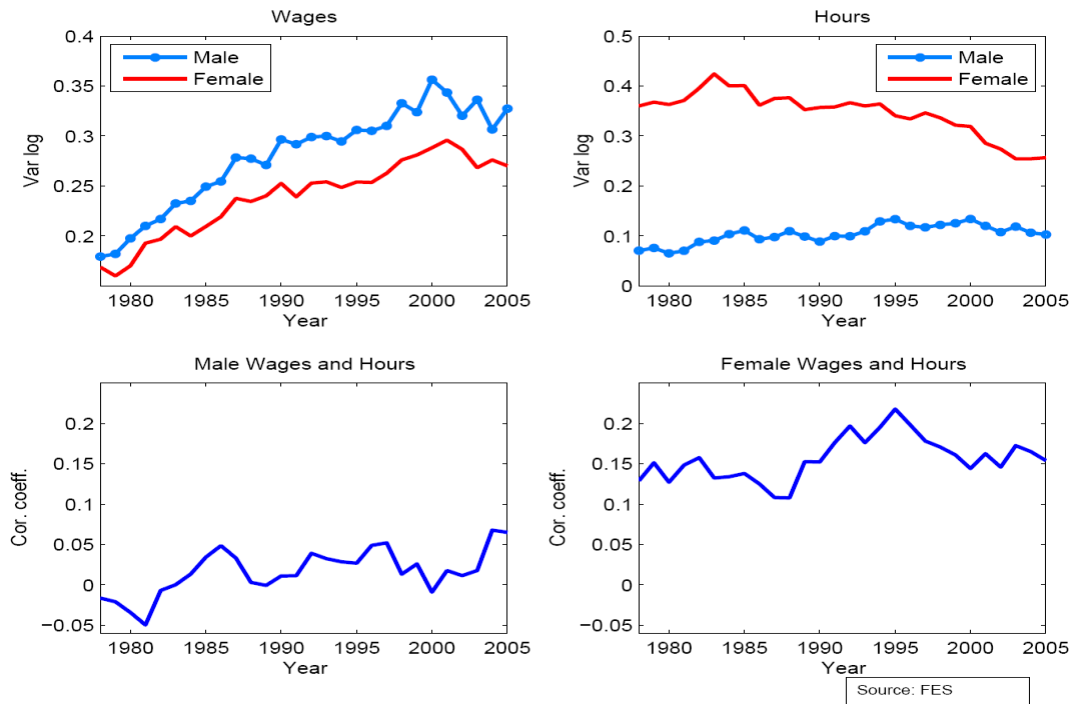 Wages
Var log
0.4
0.35
0.3
0.25
0.2
Male
Female
1980 1985 1990 1995 2000 2005
Year
Hours
Var log
0.5
0.4
0.3
0.2
0.1
0
Male
Female
1980 1985 1990 1995 2000 2005
Year
Male Wages and Hours
Cor. coeff.
0.2
0.15
0.1
0.05
0
−0.05
1980 1985 1990 1995 2000 2005
Year
Female Wages and Hours
Cor. coeff.
0.2
0.15
0.1
0.05
0
−0.05
1980 1985 1990 1995 2000 2005
Year
Source: FES